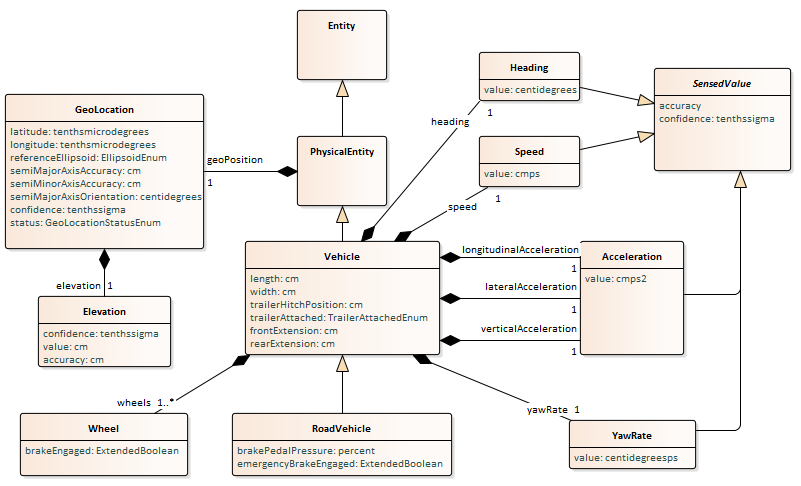 Entity
GeoLocation
latitude: tenthsmicrodegrees
longitude: tenthsmicrodegrees
referenceEllipsoid: EllipsoidEnum
semiMajorAxisAccuracy: cm
semiMinorAxisAccuracy: cm
semiMajorAxisOrientation: centidegrees
confidence: tenthssigma
status: GeoLocationStatusEnum
geoPosition
1
PhysicalEntity
Heading
value: centidegrees
heading
1
SensedValue
accuracy
confidence: tenthssigma
Speed
value: cmps
speed
1
elevation 1
Elevation
confidence: tenthssigma
value: cm
accuracy: cm
Vehicle
length: cm
width: cm
trailerHitchPosition: cm
trailerAttached: TrailerAttachedEnum
frontExtension: cm
rearExtension: cm
longitudinalAcceleration
1
lateralAcceleration
1
verticalAcceleration
1
Acceleration
value: cmps2
wheels 1..*
Wheel
brakeEngaged: ExtendedBoolean
RoadVehicle
brakePedalPressure: percent
emergencyBrakeEngaged: ExtendedBoolean
yawRate 1
YawRate
value: centidegreesps